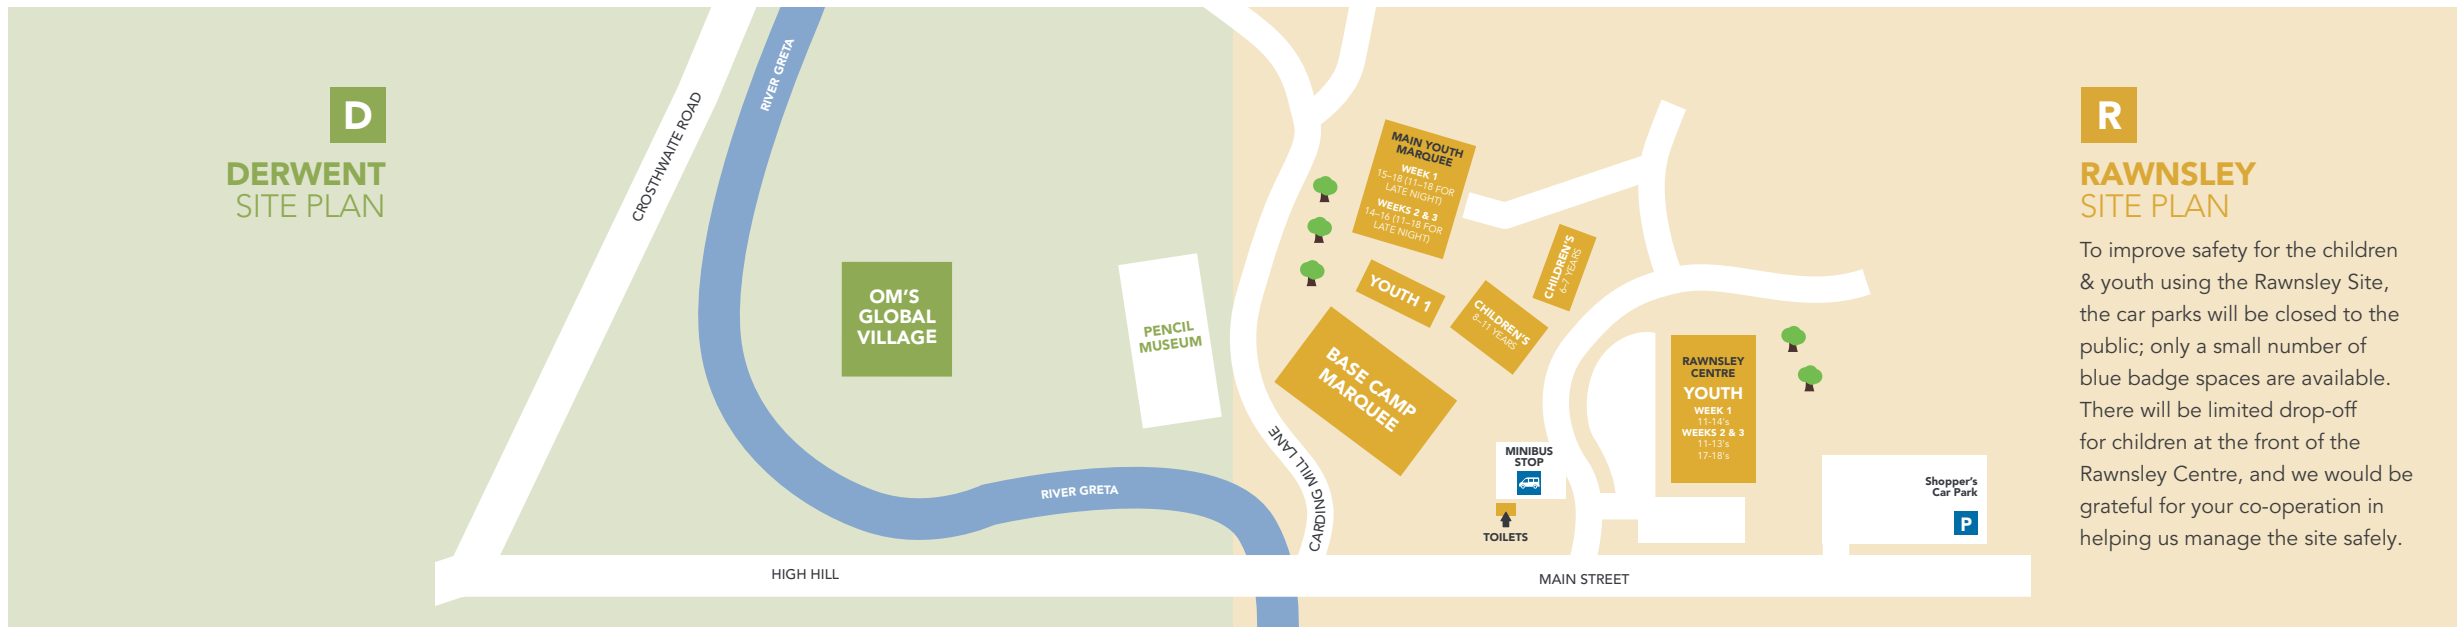 D
DERWENT
SITE PLAN
CROSTHWAITE ROAD
RIVER GRETA
OM'S
GLOBAL
VILLAGE
PENCIL
MUSEUM
RIVER GRETA
HIGH HILL
CARDING MILL LANE
MAIN YOUTH
MARQUEE
WEEK 1
15–18 (11–18 FOR
LATE NIGHT)
WEEKS 2 & 3
14–16 (11–18 FOR
LATE NIGHT)
YOUTH 1
CHILDREN'S
6–7 YEARS
CHILDREN'S
8–11 YEARS
BASE CAMP
MARQUEE
MINIBUS
STOP
TOILETS
RAWNSLEY
CENTRE
YOUTH
WEEK 1
11-14's
WEEKS 2 & 3
11-13's
17-18's
Shopper's
Car Park
P
MAIN STREET
R
RAWNSLEY
SITE PLAN
To improve safety for the children
& youth using the Rawnsley Site,
the car parks will be closed to the
public; only a small number of
blue badge spaces are available.
There will be limited drop-off
for children at the front of the
Rawnsley Centre, and we would be
grateful for your co-operation in
helping us manage the site safely.